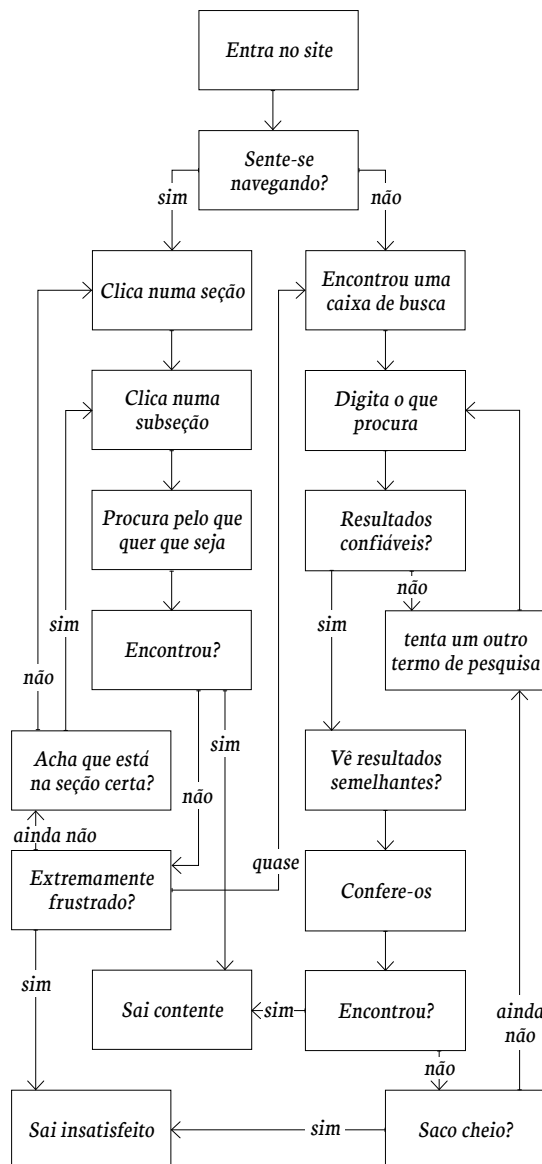 Entra no site
Sente-se
navegando?
sim
não
Clica numa seção
Encontrou uma
caixa de busca
Clica numa
subseção
Digita o que
procura
Procura pelo que
quer que seja
Resultados
confiáveis?
não
sim
sim
Encontrou?
tenta um outro
termo de pesquisa
não
sim
Acha que está
na seção certa?
Vê resultados
semelhantes?
não
ainda não
quase
Extremamente
frustrado?
Confere-os
sim
Sai contente
sim
Encontrou?
ainda
não
não
Sai insatisfeito
sim
Saco cheio?